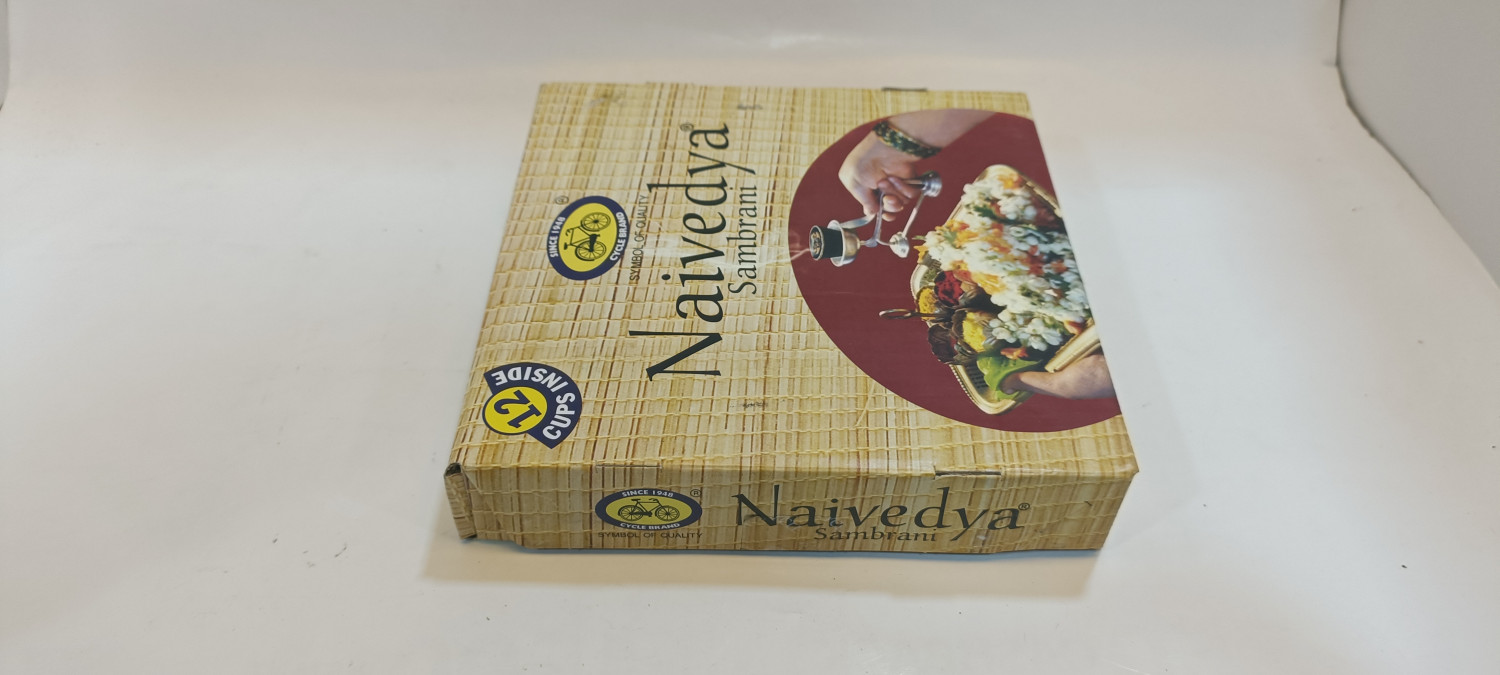 SINCE 1948
CYCLE BRAND
®
SYMBOL OF QUALITY
Naivedya®
Sambrani
12
CUPS INSIDE
SINCE 1948
CYCLE BRAND
®
SYMBOL OF QUALITY
Naivedya®
Sambrani